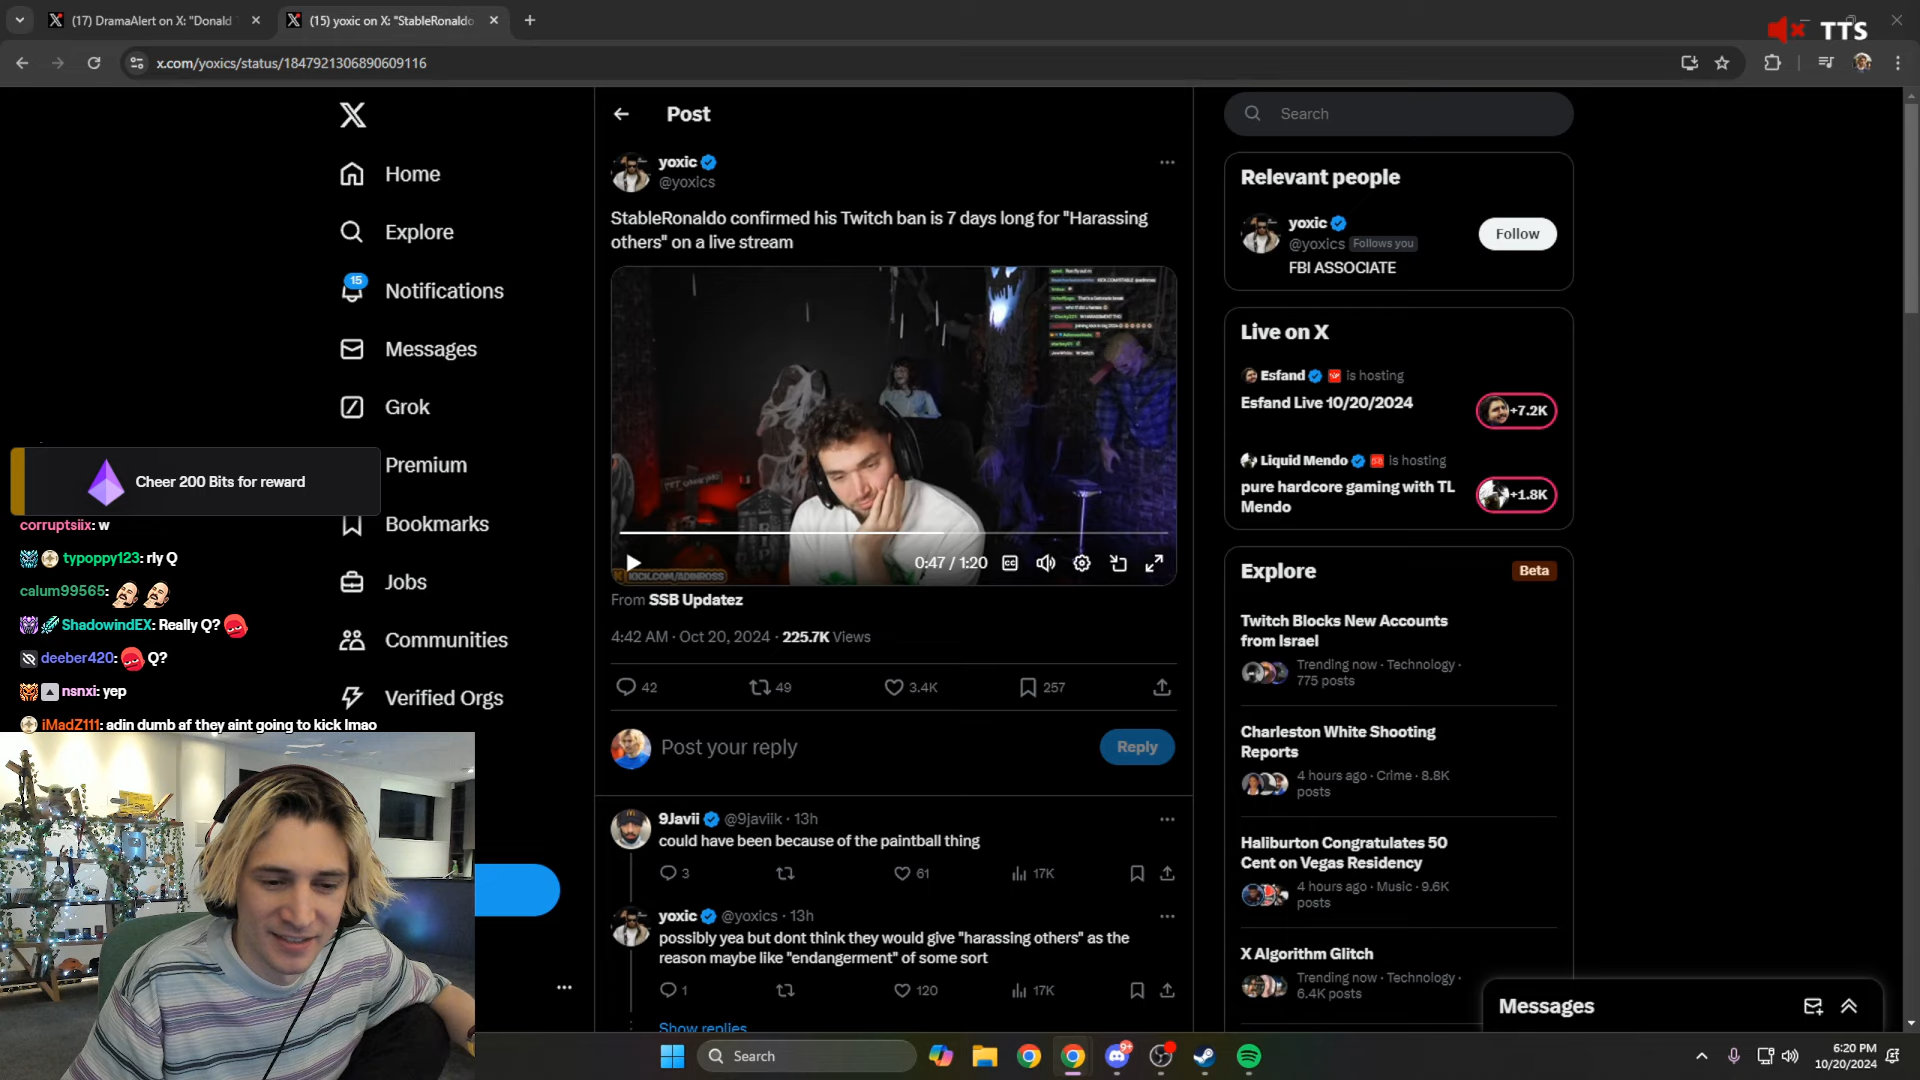 (17) DramaAlert on X: "Donald T
(15) yoxic on X: "StableRonaldo
TTS
x.com/yoxics/status/1847921306890609116
Post
Search
Home
Explore
15
Notifications
Messages
Grok
Premium
Bookmarks
Jobs
Communities
Verified Orgs
yoxic
@yoxics
StableRonaldo confirmed his Twitch ban is 7 days long for "Harassing
others" on a live stream
0:47 / 1:20
KICK.COM/ADINROSS
From SSB Updatez
4:42 AM · Oct 20, 2024 · 225.7K Views
42
49
3.4K
257
Post your reply
Reply
9Javii @9javiik · 13h
could have been because of the paintball thing
3
61
17K
yoxic @yoxics · 13h
possibly yea but dont think they would give "harassing others" as the
reason maybe like "endangerment" of some sort
1
120
17K
Show replies
Relevant people
yoxic
@yoxics Follows you
FBI ASSOCIATE
Follow
Live on X
Esfand is hosting
Esfand Live 10/20/2024
+7.2K
Liquid Mendo is hosting
pure hardcore gaming with TL
Mendo
+1.8K
Explore
Beta
Twitch Blocks New Accounts
from Israel
Trending now · Technology ·
775 posts
Charleston White Shooting
Reports
4 hours ago · Crime · 8.8K
posts
Haliburton Congratulates 50
Cent on Vegas Residency
4 hours ago · Music · 9.6K
posts
X Algorithm Glitch
Trending now · Technology ·
6.4K posts
Messages
Cheer 200 Bits for reward
corruptsiix: w
typoppy123: rly Q
calum99565:
ShadowindEX: Really Q?
deeber420: Q?
nsnxi: yep
iMadZ111: adin dumb af they aint going to kick lmao
Search
9+
6:20 PM
10/20/2024